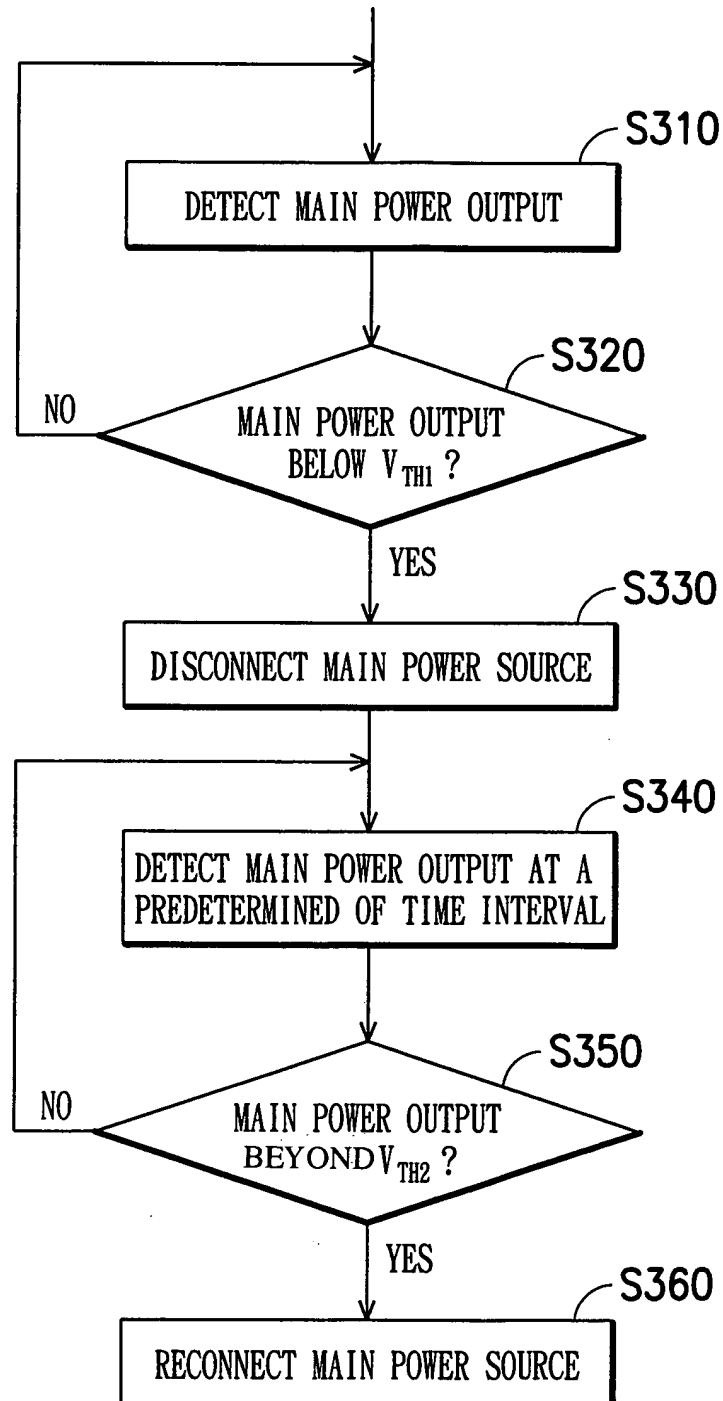 S310
DETECT MAIN POWER OUTPUT
S320
MAIN POWER OUTPUT
BELOW V_TH1 ?
NO
YES
S330
DISCONNECT MAIN POWER SOURCE
S340
DETECT MAIN POWER OUTPUT AT A
PREDETERMINED OF TIME INTERVAL
S350
MAIN POWER OUTPUT
BEYOND V_TH2 ?
NO
YES
S360
RECONNECT MAIN POWER SOURCE